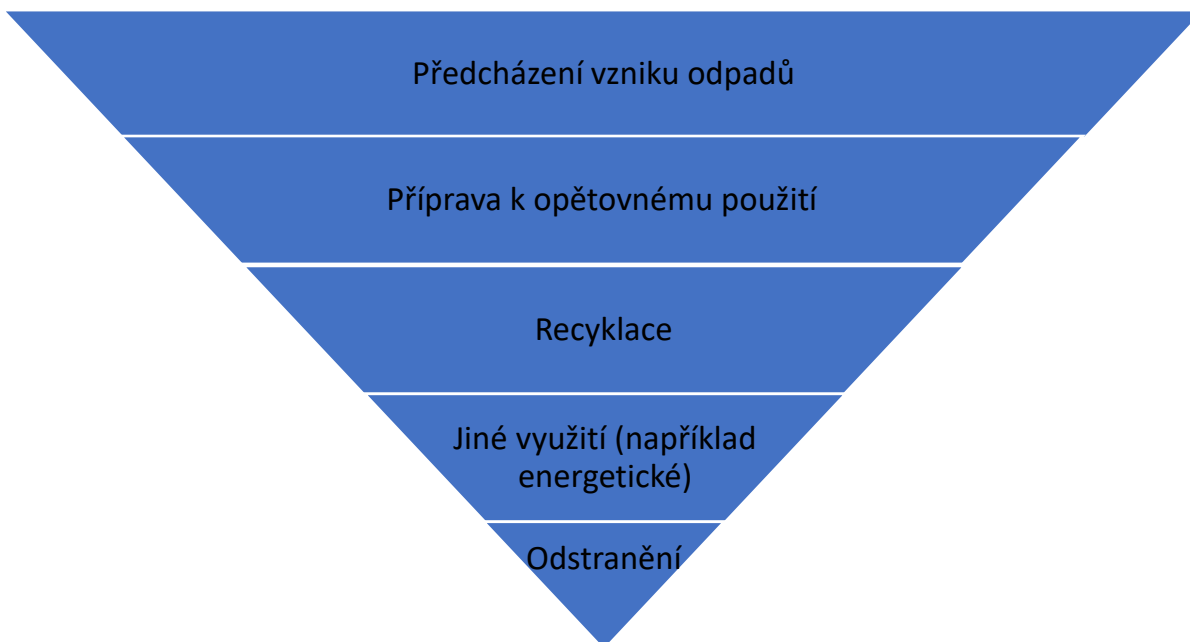 Předcházení vzniku odpadů
Příprava k opětovnému použití
Recyklace
Jiné využití (například
energetické)
Odstranění